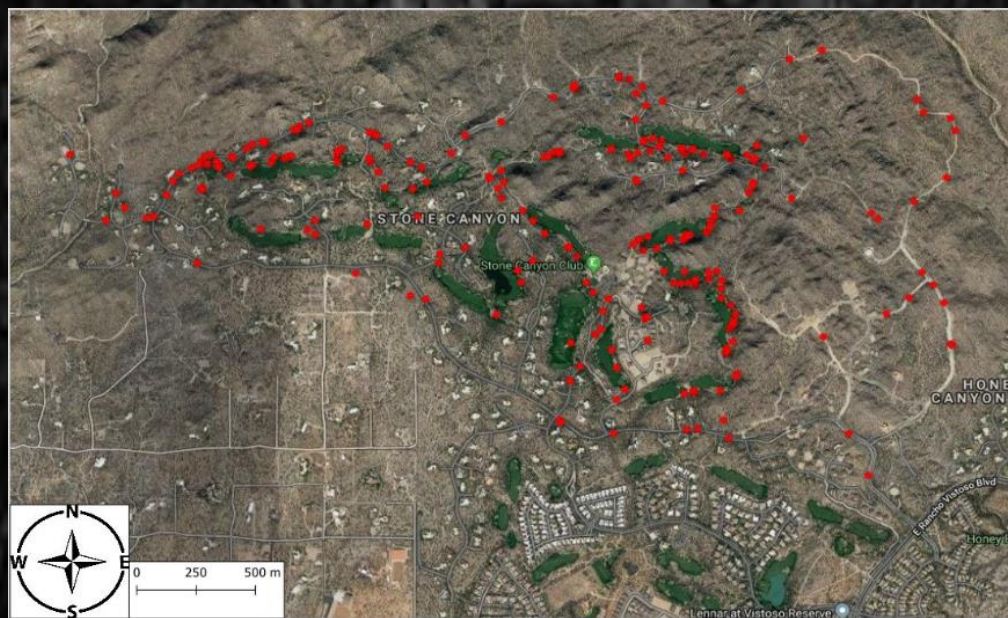 STONE CANYON
Stone Canyon Club
HONE
CANYON
E Rancho Vistoso Blvd
Honey
Lennar at Vistoso Reserve
N
W
E
S
0
250
500 m